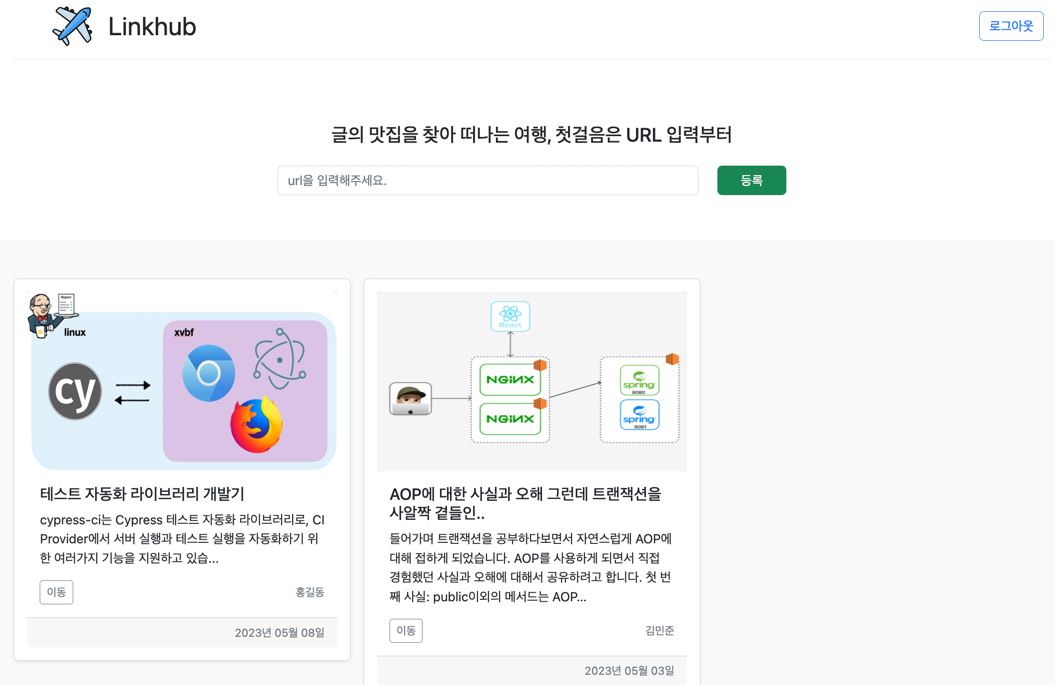 Linkhub
로그아웃
글의 맛집을 찾아 떠나는 여행, 첫걸음은 URL 입력부터
url을 입력해주세요.
등록
Report
linux
xvbf
cy
테스트 자동화 라이브러리 개발기
cypress-ci는 Cypress 테스트 자동화 라이브러리로, CI
Provider에서 서버 실행과 테스트 실행을 자동화하기 위
한 여러가지 기능을 지원하고 있습...
이동
홍길동
2023년 05월 08일
React
NGINX
NGINX
spring
8080
spring
8081
AOP에 대한 사실과 오해 그런데 트랜잭션을
사알짝 곁들인..
들어가며 트랜잭션을 공부하다보면서 자연스럽게 AOP에
대해 접하게 되었습니다. AOP를 사용하게 되면서 직접
경험했던 사실과 오해에 대해서 공유하려고 합니다. 첫 번
째 사실: public이외의 메서드는 AOP...
이동
김민준
2023년 05월 03일